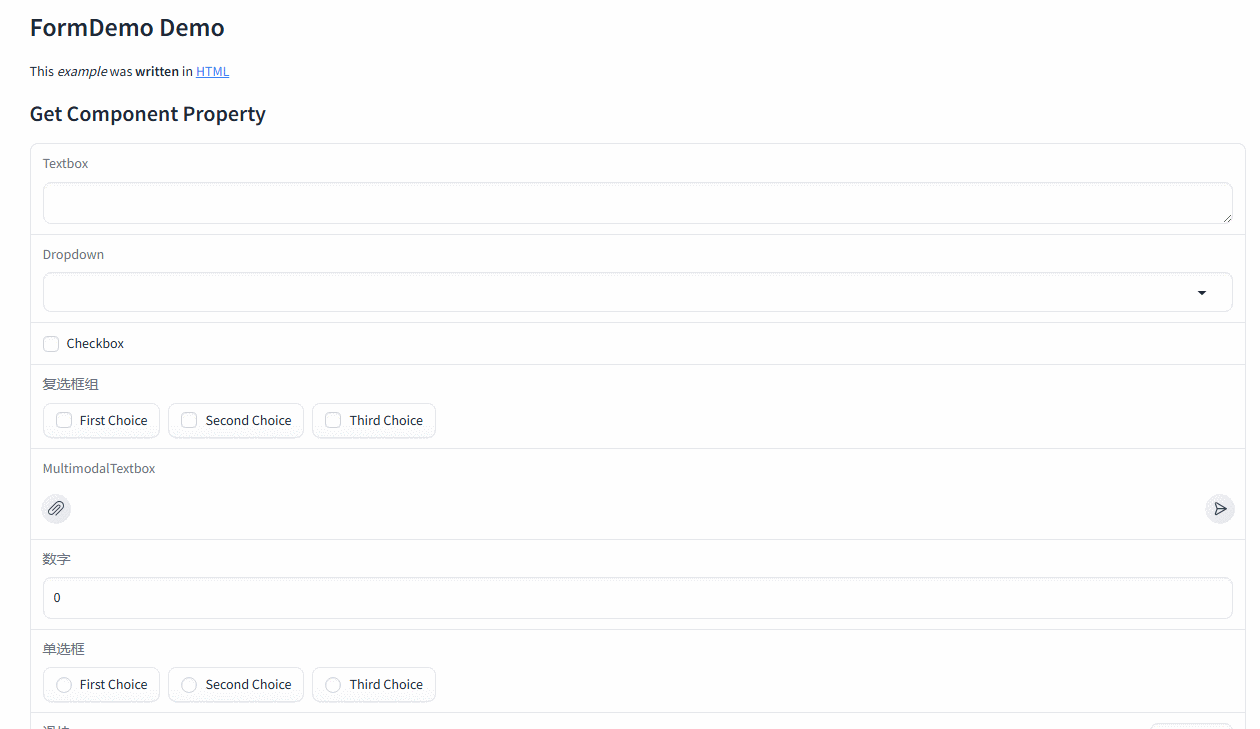 FormDemo Demo
This example was written in HTML
Get Component Property
Textbox
Dropdown
Checkbox
复选框组
First Choice Second Choice Third Choice
MultimodalTextbox
数字
0
单选框
First Choice Second Choice Third Choice